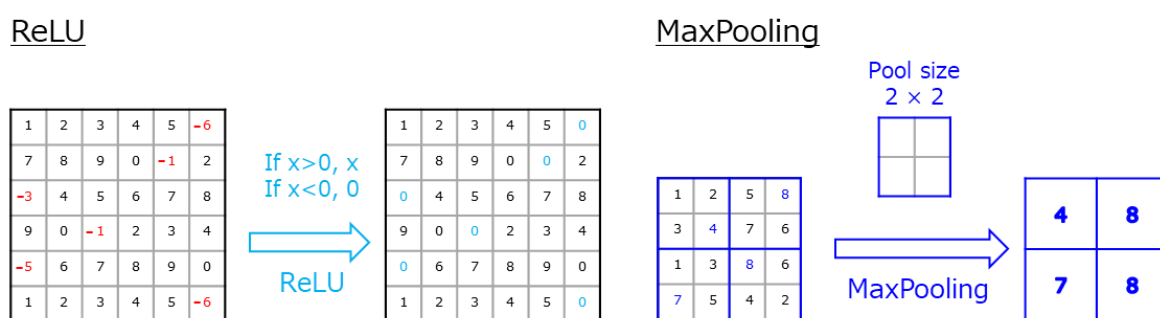 ReLU
1 2 3 4 5 -6
7 8 9 0 -1 2
-3 4 5 6 7 8
9 0 -1 2 3 4
-5 6 7 8 9 0
1 2 3 4 5 -6
If x>0, x
If x<0, 0
ReLU
1 2 3 4 5 0
7 8 9 0 0 2
0 4 5 6 7 8
9 0 0 2 3 4
0 6 7 8 9 0
1 2 3 4 5 0
MaxPooling
Pool size
2 × 2
1 2 5 8
3 4 7 6
1 3 8 6
7 5 4 2
MaxPooling
4 8
7 8